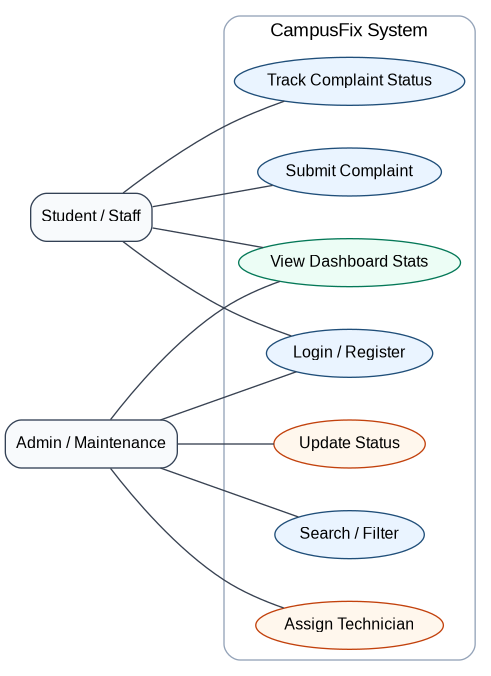 CampusFix System
Track Complaint Status
Submit Complaint
Student / Staff
View Dashboard Stats
Login / Register
Admin / Maintenance
Update Status
Search / Filter
Assign Technician